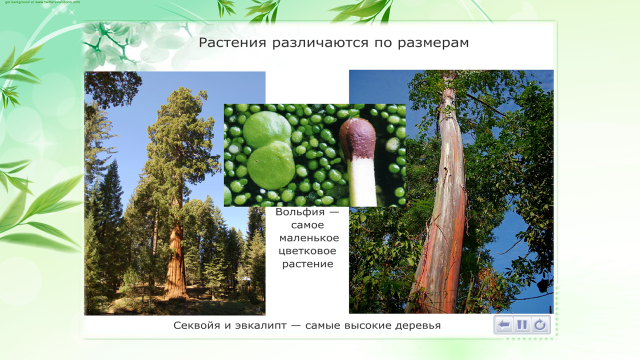 Растения различаются по размерам
Вольфия —
самое
маленькое
цветковое
растение
Секвойя и эвкалипт — самые высокие деревья